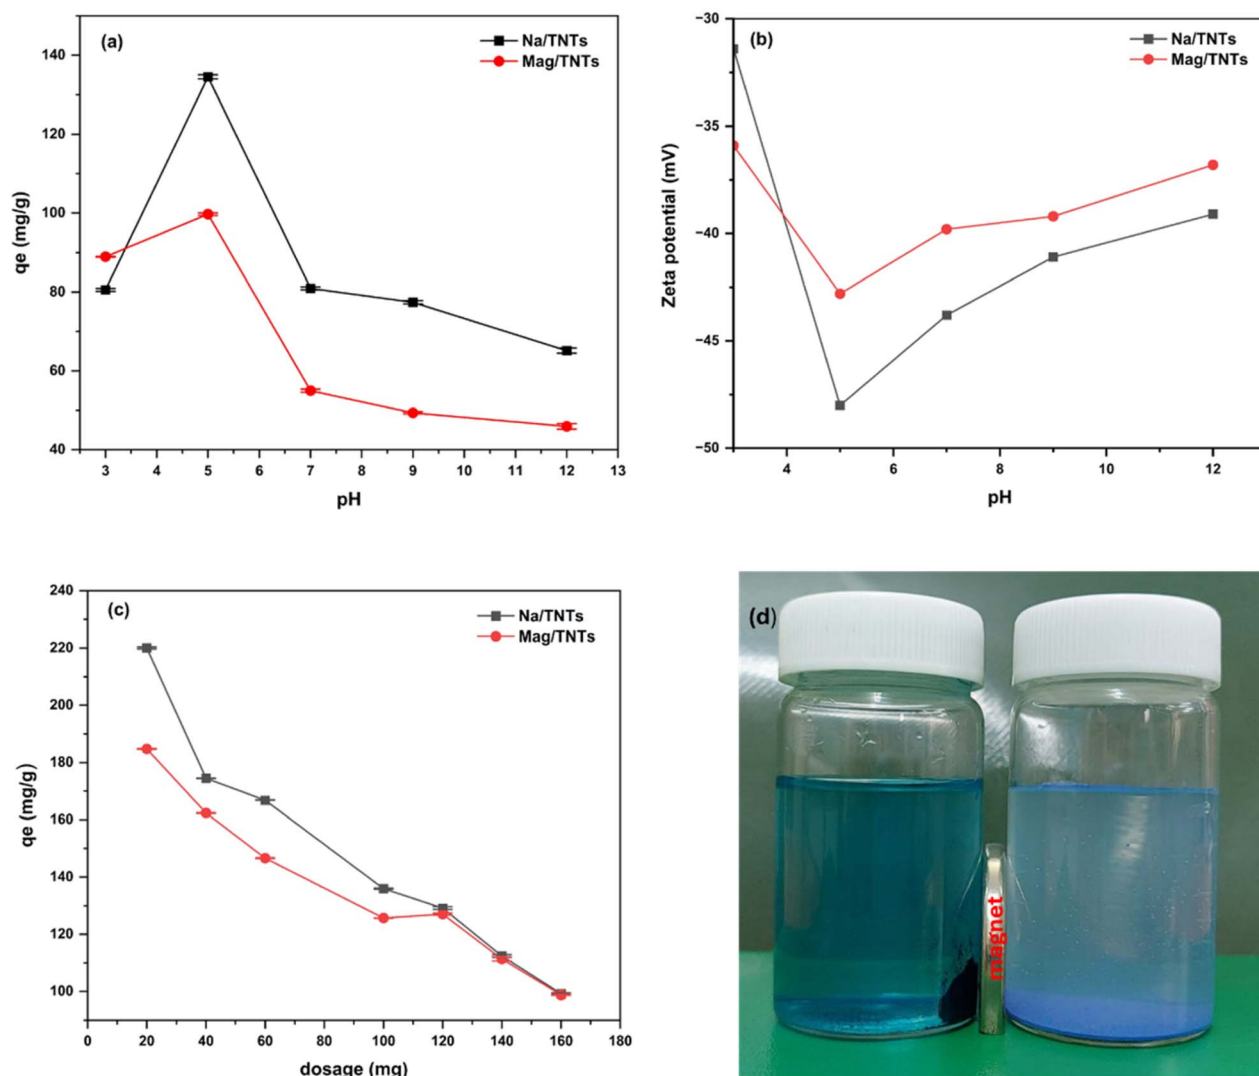 (a)
Na/TNTs
Mag/TNTs
140
120
100
80
60
40
qe (mg/g)
3 4 5 6 7 8 9 10 11 12 13
pH
(b)
Na/TNTs
Mag/TNTs
−30
−35
−40
−45
−50
Zeta potential (mV)
4 6 8 10 12
pH
(c)
Na/TNTs
Mag/TNTs
240
220
200
180
160
140
120
100
qe (mg/g)
0 20 40 60 80 100 120 140 160 180
dosage (mg)
(d)
magnet